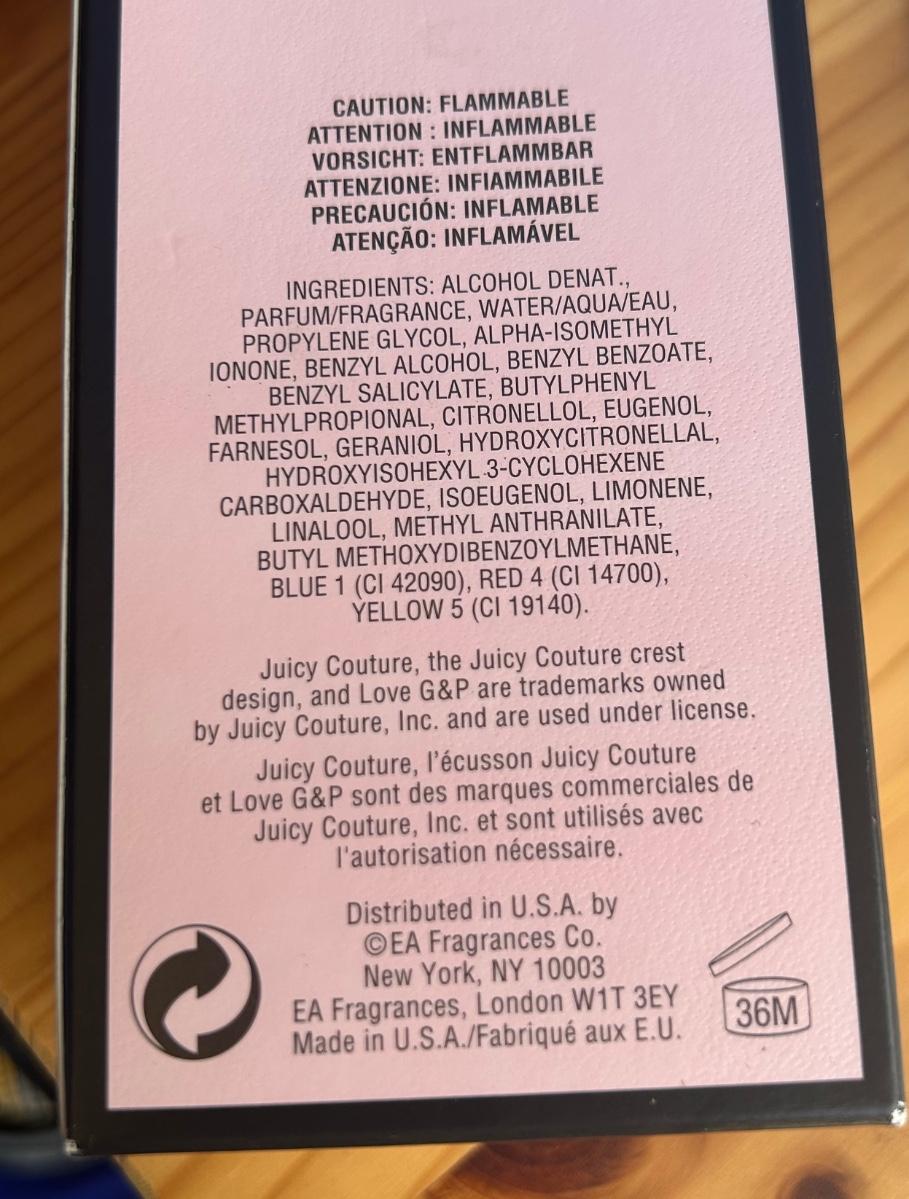 CAUTION: FLAMMABLE
ATTENTION : INFLAMMABLE
VORSICHT: ENTFLAMMBAR
ATTENZIONE: INFIAMMABILE
PRECAUCIÓN: INFLAMABLE
ATENÇÃO: INFLAMÁVEL
INGREDIENTS: ALCOHOL DENAT.,
PARFUM/FRAGRANCE, WATER/AQUA/EAU,
PROPYLENE GLYCOL, ALPHA-ISOMETHYL
IONONE, BENZYL ALCOHOL, BENZYL BENZOATE,
BENZYL SALICYLATE, BUTYLPHENYL
METHYLPROPIONAL, CITRONELLOL, EUGENOL,
FARNESOL, GERANIOL, HYDROXYCITRONELLAL,
HYDROXYISOHEXYL 3-CYCLOHEXENE
CARBOXALDEHYDE, ISOEUGENOL, LIMONENE,
LINALOOL, METHYL ANTHRANILATE,
BUTYL METHOXYDIBENZOYLMETHANE,
BLUE 1 (CI 42090), RED 4 (CI 14700),
YELLOW 5 (CI 19140).
Juicy Couture, the Juicy Couture crest
design, and Love G&P are trademarks owned
by Juicy Couture, Inc. and are used under license.
Juicy Couture, l'écusson Juicy Couture
et Love G&P sont des marques commerciales de
Juicy Couture, Inc. et sont utilisés avec
l'autorisation nécessaire.
Distributed in U.S.A. by
©EA Fragrances Co.
New York, NY 10003
EA Fragrances, London W1T 3EY
Made in U.S.A./Fabriqué aux E.U.
36M